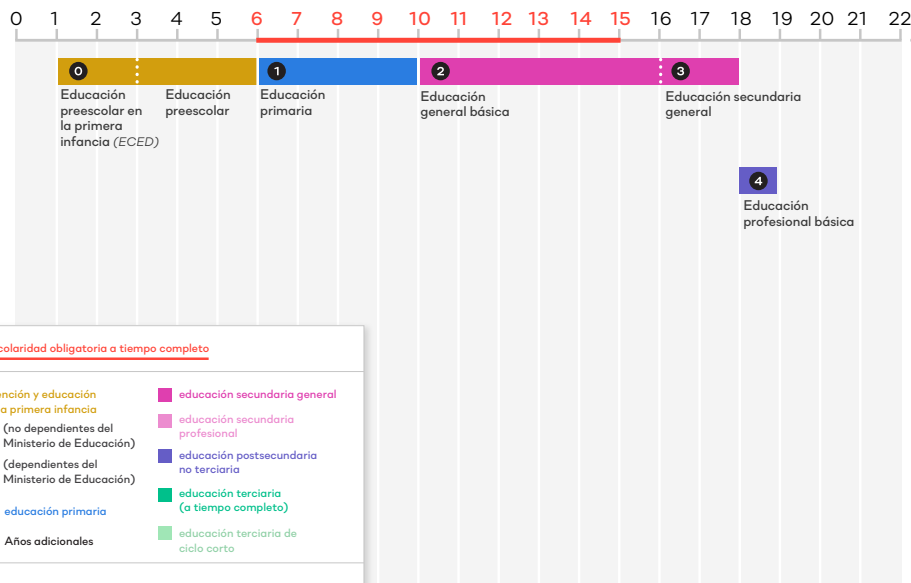 0 1 2 3 4 5 6 7 8 9 10 11 12 13 14 15 16 17 18 19 20 21 22
0 1 2 3
Educación
preescolar en
la primera
infancia (ECED)
Educación
preescolar
Educación
primaria
Educación
general básica
Educación secundaria
general
4
Educación
profesional básica
colaridad obligatoria a tiempo completo
nción y educación
a primera infancia
(no dependientes del
Ministerio de Educación)
(dependientes del
Ministerio de Educación)
educación primaria
Años adicionales
educación secundaria general
educación secundaria
profesional
educación postsecundaria
no terciaria
educación terciaria
(a tiempo completo)
educación terciaria de
ciclo corto